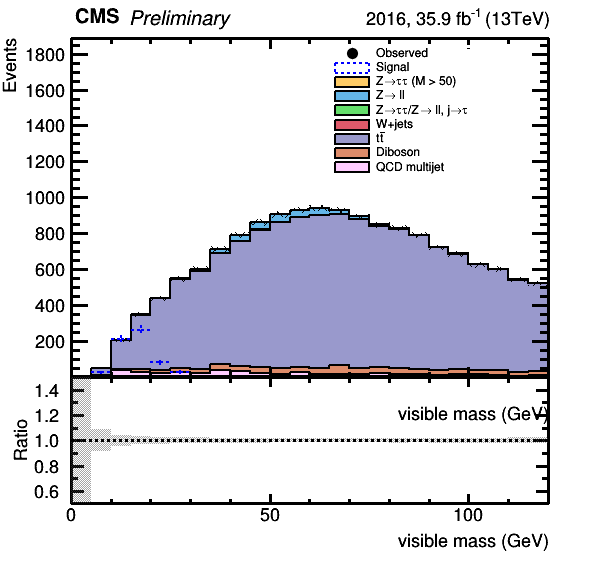 CMS Preliminary 2016, 35.9 fb⁻¹ (13TeV)
Events
1800
1600
1400
1200
1000
800
600
400
200
Observed
Signal
Z→ττ (M > 50)
Z→ ll
Z→ττ/Z→ ll, j→τ
W+jets
tt̄
Diboson
QCD multijet
Ratio
1.4
1.2
1.0
0.8
0.6
visible mass (GeV)
0 50 100
visible mass (GeV)